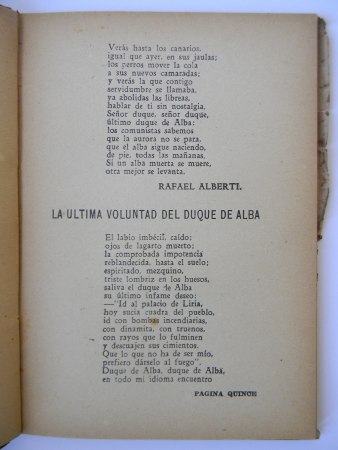 Verás hasta los canarios,
igual que ayer, en sus jaulas;
los perros mover la cola
a sus nuevos camaradas;
y verás la que contigo
servidumbre se llamaba,
ya abolidas las libreas,
hablar de ti sin nostalgia.
Señor duque, señor duque,
último duque de Alba:
los comunistas sabemos
que la aurora no se para.
que el alba sigue naciendo,
de pie, todas las mañanas.
Si un alba muerta se muere,
otra mejor se levanta.
RAFAEL ALBERTI.
LA ULTIMA VOLUNTAD DEL DUQUE DE ALBA
El labio imbécil, caído;
ojos de lagarto muerto;
la comprobada impotencia
reblandecida, hasta el suelo;
espiritado, mezquino,
triste lombriz en los huesos,
saliva el duque de Alba
su último infame deseo:
—"Id al palacio de Liria,
hoy sucia cuadra del pueblo,
id con bombas incendiarias,
con dinamita, con truenos,
con rayos que lo fulminen
y descuajen sus cimientos.
Que lo que no ha de ser mío,
prefiero dárselo al fuego".
Duque de Alba, duque de Alba,
en todo mi idioma encuentro
PAGINA QUINCE